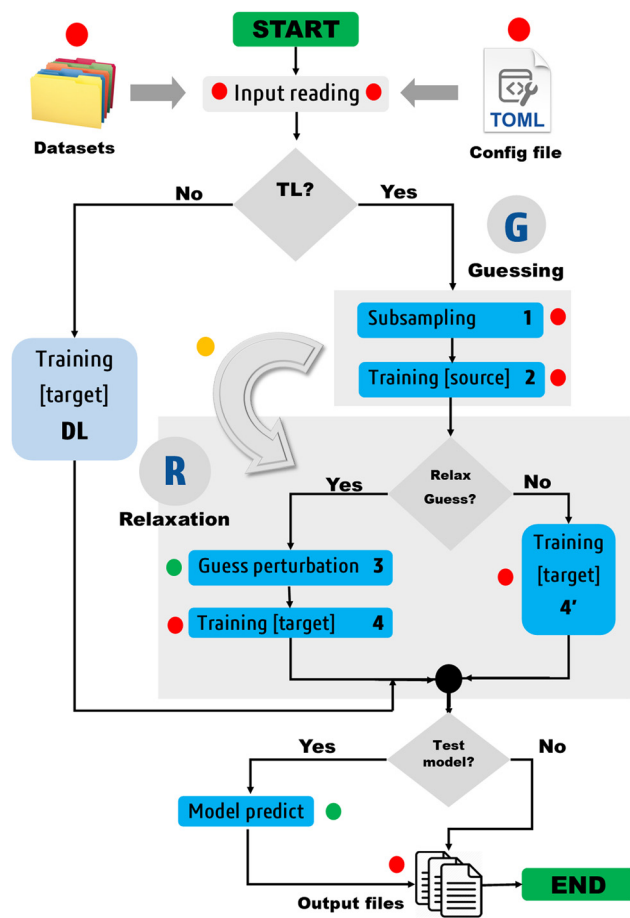 START
Input reading
Datasets
TOML
Config file
TL?
No
Yes
G
Guessing
Subsampling 1
Training [source] 2
Training
[target]
DL
R
Relaxation
Relax
Guess?
Yes
No
Guess perturbation 3
Training [target] 4
Training
[target]
4'
Test
model?
Yes
No
Model predict
Output files
END